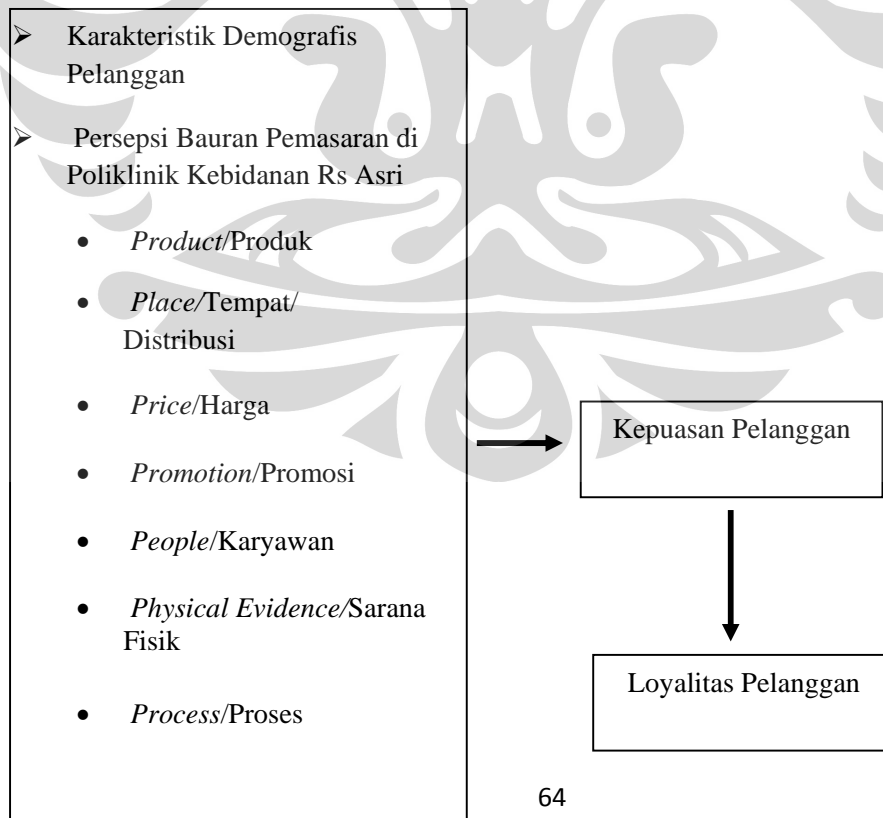 ➢ Karakteristik Demografis
Pelanggan
➢ Persepsi Bauran Pemasaran di
Poliklinik Kebidanan Rs Asri
• Product/Produk
• Place/Tempat/
Distribusi
• Price/Harga
• Promotion/Promosi
• People/Karyawan
• Physical Evidence/Sarana
Fisik
• Process/Proses
Kepuasan Pelanggan
Loyalitas Pelanggan
64